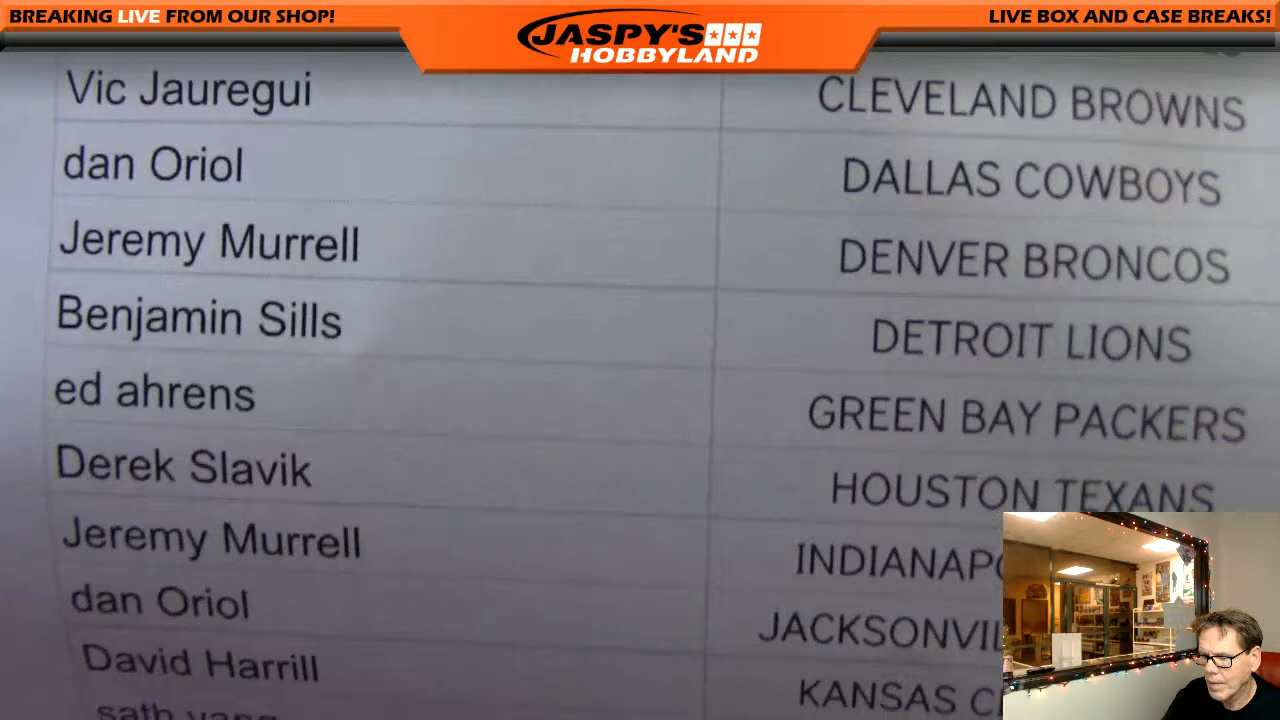 BREAKING LIVE FROM OUR SHOP!
JASPY'S
HOBBYLAND
LIVE BOX AND CASE BREAKS!
Vic Jauregui CLEVELAND BROWNS
dan Oriol DALLAS COWBOYS
Jeremy Murrell DENVER BRONCOS
Benjamin Sills DETROIT LIONS
ed ahrens GREEN BAY PACKERS
Derek Slavik HOUSTON TEXANS
Jeremy Murrell
dan Oriol
David Harrill KANSAS